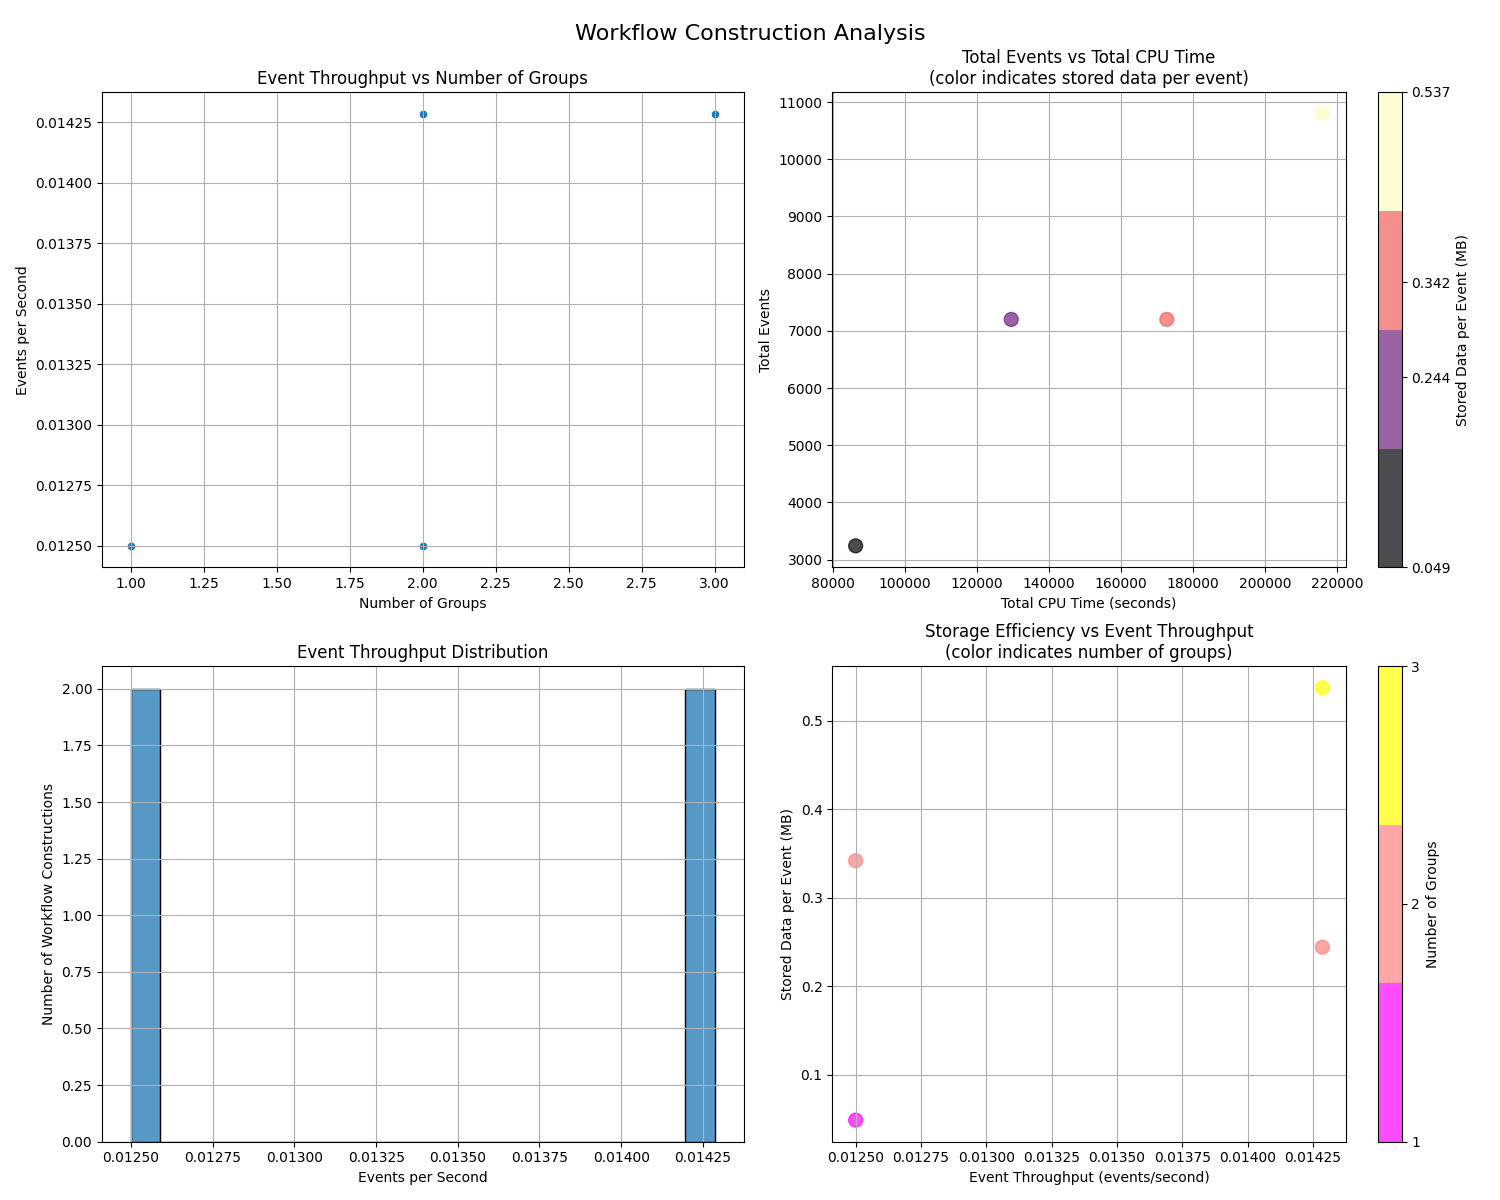 Workflow Construction Analysis
Event Throughput vs Number of Groups
0.01425
0.01400
0.01375
0.01350
0.01325
0.01300
0.01275
0.01250
Events per Second
1.00 1.25 1.50 1.75 2.00 2.25 2.50 2.75 3.00
Number of Groups
Total Events vs Total CPU Time
(color indicates stored data per event)
11000
10000
9000
8000
7000
6000
5000
4000
3000
Total Events
80000 100000 120000 140000 160000 180000 200000 220000
Total CPU Time (seconds)
0.537
0.342
0.244
0.049
Stored Data per Event (MB)
Event Throughput Distribution
2.00
1.75
1.50
1.25
1.00
0.75
0.50
0.25
0.00
Number of Workflow Constructions
0.01250 0.01275 0.01300 0.01325 0.01350 0.01375 0.01400 0.01425
Events per Second
Storage Efficiency vs Event Throughput
(color indicates number of groups)
0.5
0.4
0.3
0.2
0.1
Stored Data per Event (MB)
0.01250 0.01275 0.01300 0.01325 0.01350 0.01375 0.01400 0.01425
Event Throughput (events/second)
3
2
1
Number of Groups